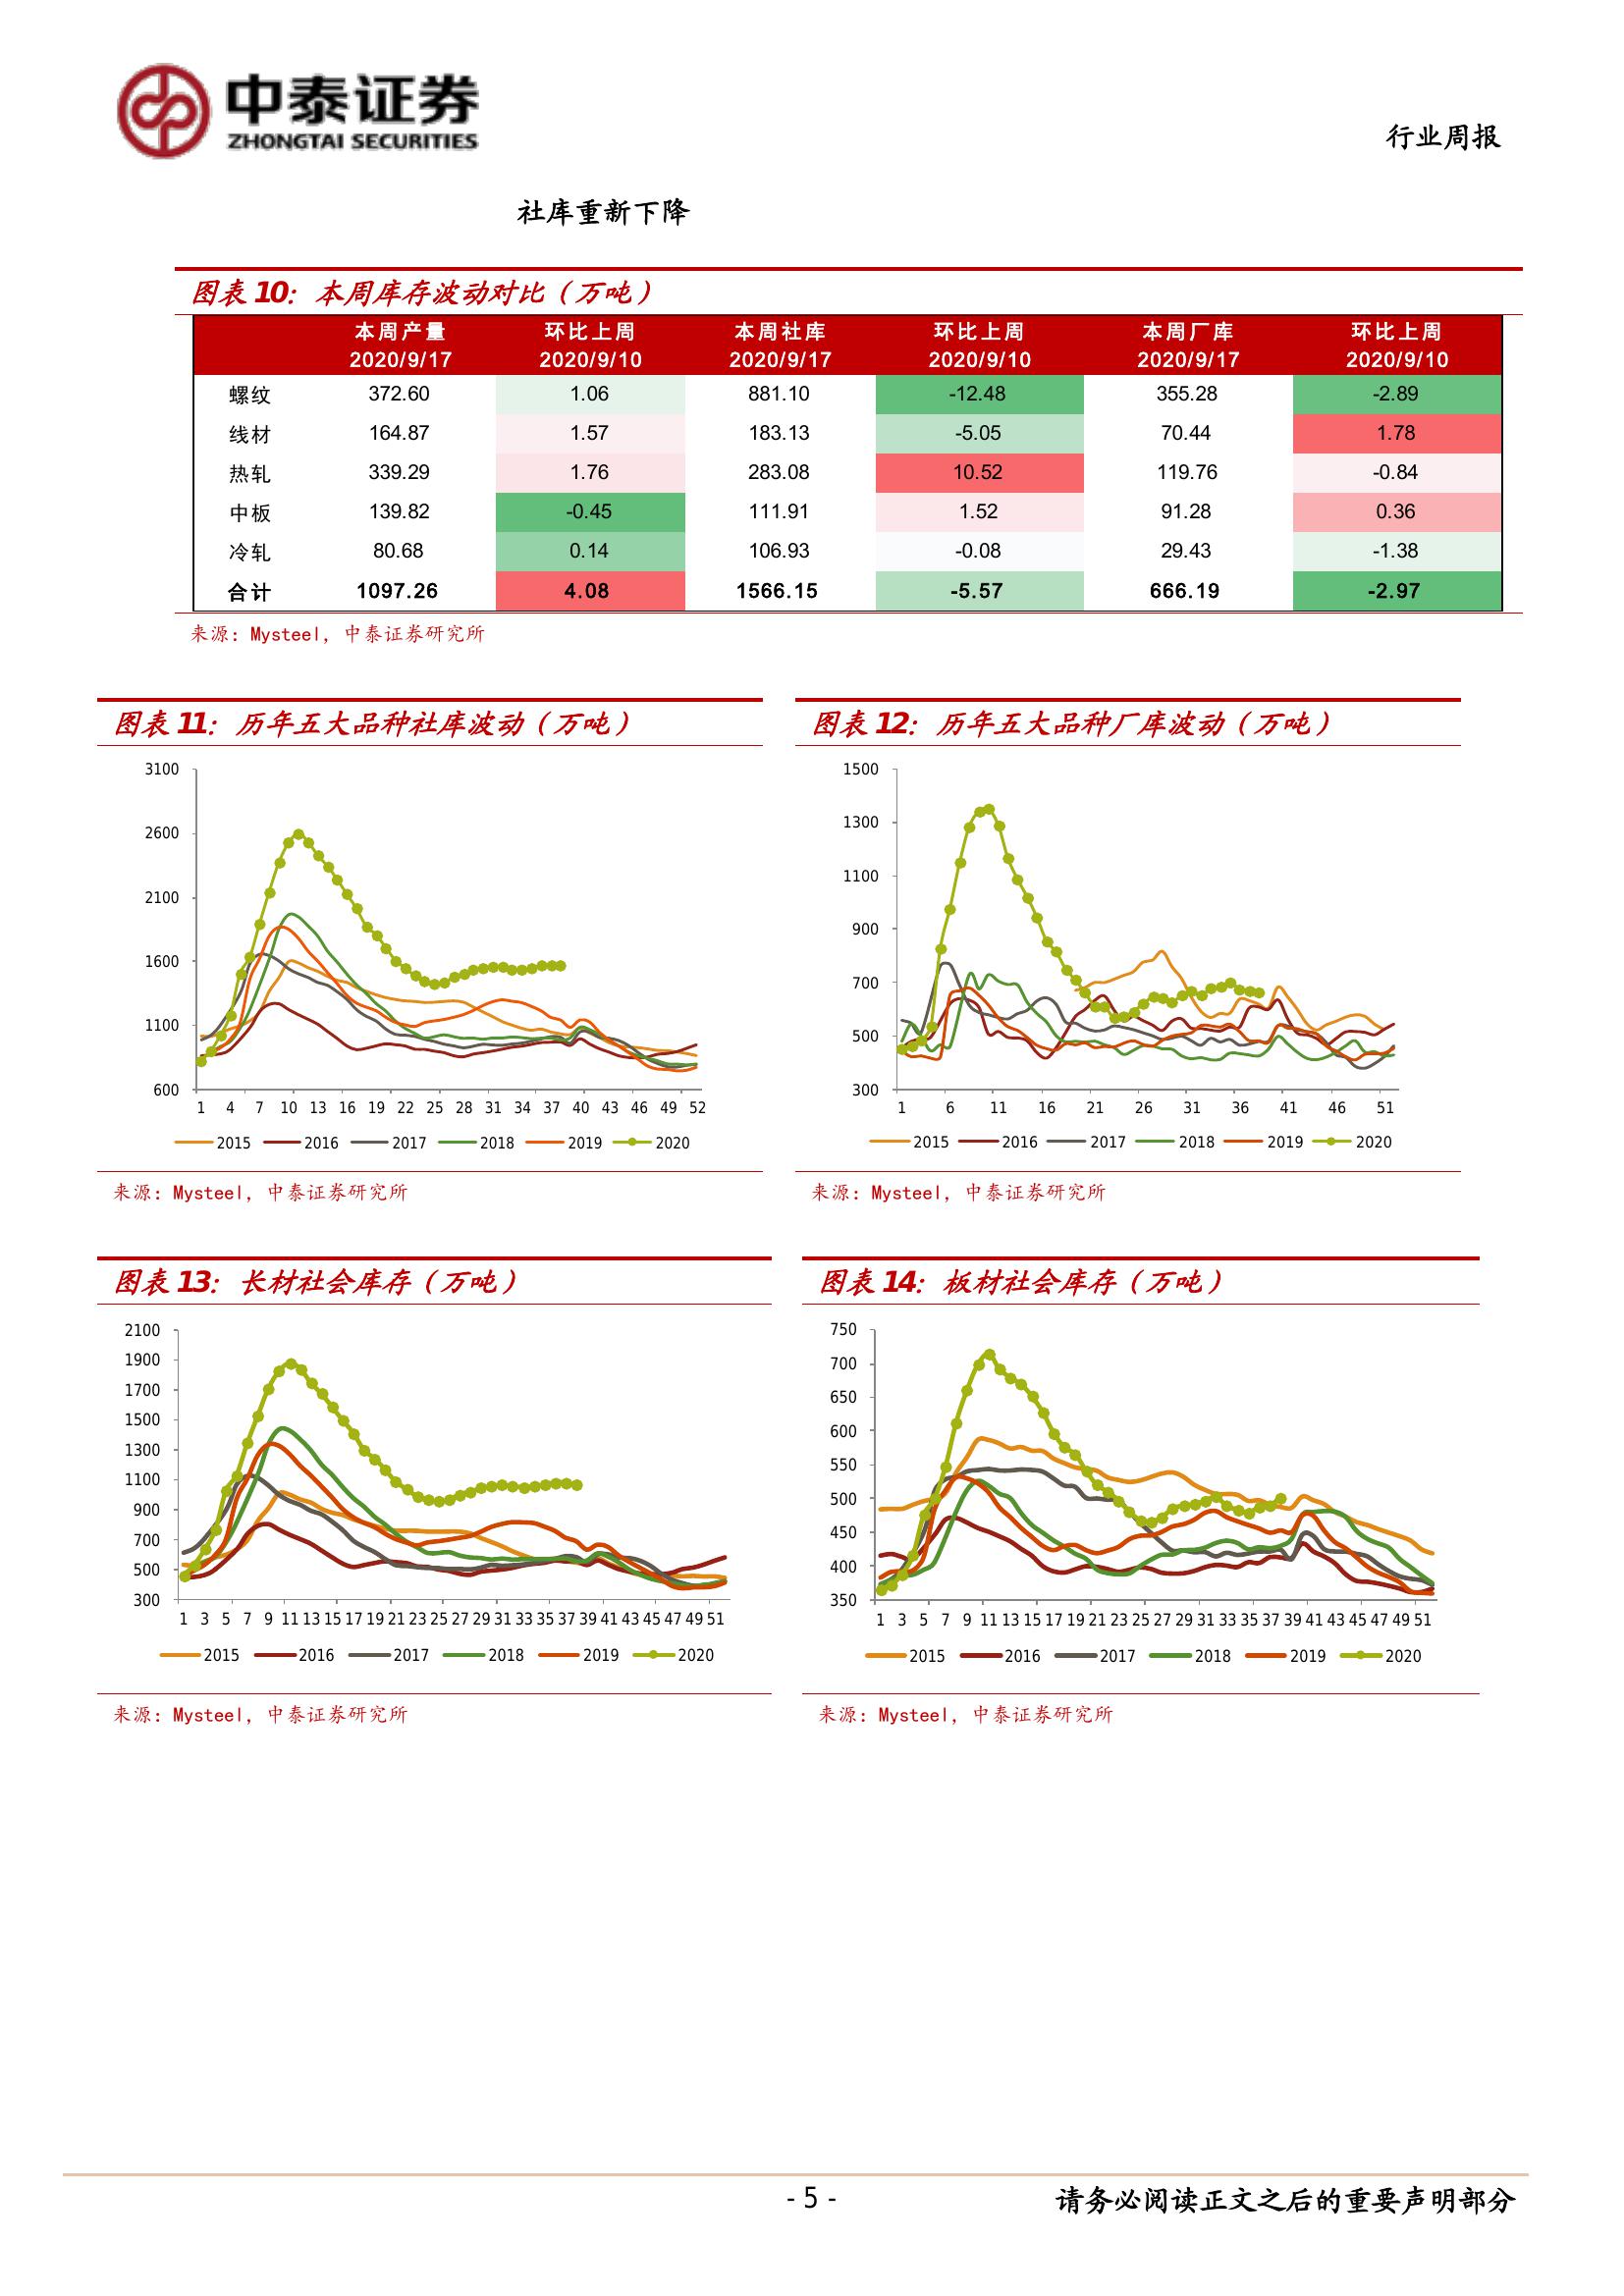 中泰证券
ZHONGTAI SECURITIES
行业周报
社库重新下降
图表 10：本周库存波动对比（万吨）
本周产量 环比上周 本周社库 环比上周 本周厂库 环比上周
2020/9/17 2020/9/10 2020/9/17 2020/9/10 2020/9/17 2020/9/10
螺纹 372.60 1.06 881.10 -12.48 355.28 -2.89
线材 164.87 1.57 183.13 -5.05 70.44 1.78
热轧 339.29 1.76 283.08 10.52 119.76 -0.84
中板 139.82 -0.45 111.91 1.52 91.28 0.36
冷轧 80.68 0.14 106.93 -0.08 29.43 -1.38
合计 1097.26 4.08 1566.15 -5.57 666.19 -2.97
来源：Mysteel，中泰证券研究所
图表 11：历年五大品种社库波动（万吨）
3100
2600
2100
1600
1100
600
1 4 7 10 13 16 19 22 25 28 31 34 37 40 43 46 49 52
2015 2016 2017 2018 2019 2020
来源：Mysteel，中泰证券研究所
图表 12：历年五大品种厂库波动（万吨）
1500
1300
1100
900
700
500
300
1 6 11 16 21 26 31 36 41 46 51
2015 2016 2017 2018 2019 2020
来源：Mysteel，中泰证券研究所
图表 13：长材社会库存（万吨）
2100
1900
1700
1500
1300
1100
900
700
500
300
1 3 5 7 9 11 13 15 17 19 21 23 25 27 29 31 33 35 37 39 41 43 45 47 49 51
2015 2016 2017 2018 2019 2020
来源：Mysteel，中泰证券研究所
图表 14：板材社会库存（万吨）
750
700
650
600
550
500
450
400
350
1 3 5 7 9 11 13 15 17 19 21 23 25 27 29 31 33 35 37 39 41 43 45 47 49 51
2015 2016 2017 2018 2019 2020
来源：Mysteel，中泰证券研究所
- 5 -
请务必阅读正文之后的重要声明部分